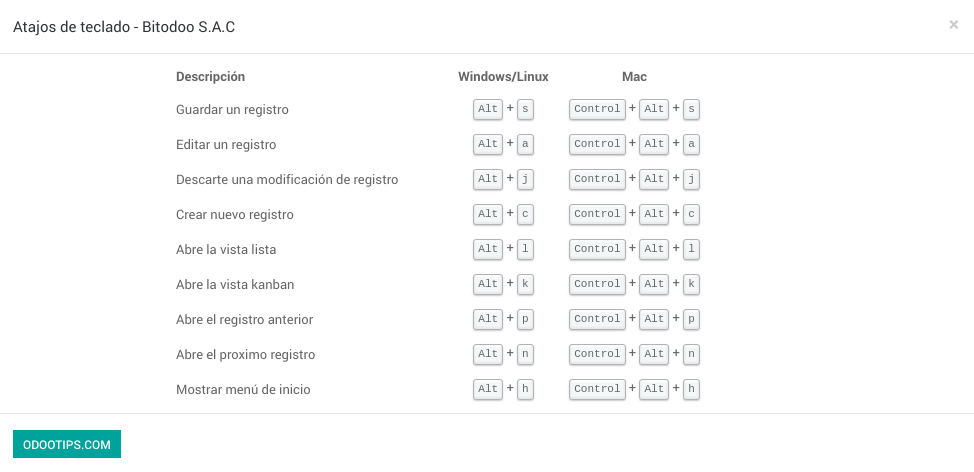 Atajos de teclado - Bitodoo S.A.C ×
Descripción Windows/Linux Mac
Guardar un registro Alt + s Control + Alt + s
Editar un registro Alt + a Control + Alt + a
Descarte una modificación de registro Alt + j Control + Alt + j
Crear nuevo registro Alt + c Control + Alt + c
Abre la vista lista Alt + l Control + Alt + l
Abre la vista kanban Alt + k Control + Alt + k
Abre el registro anterior Alt + p Control + Alt + p
Abre el proximo registro Alt + n Control + Alt + n
Mostrar menú de inicio Alt + h Control + Alt + h
ODOOTIPS.COM